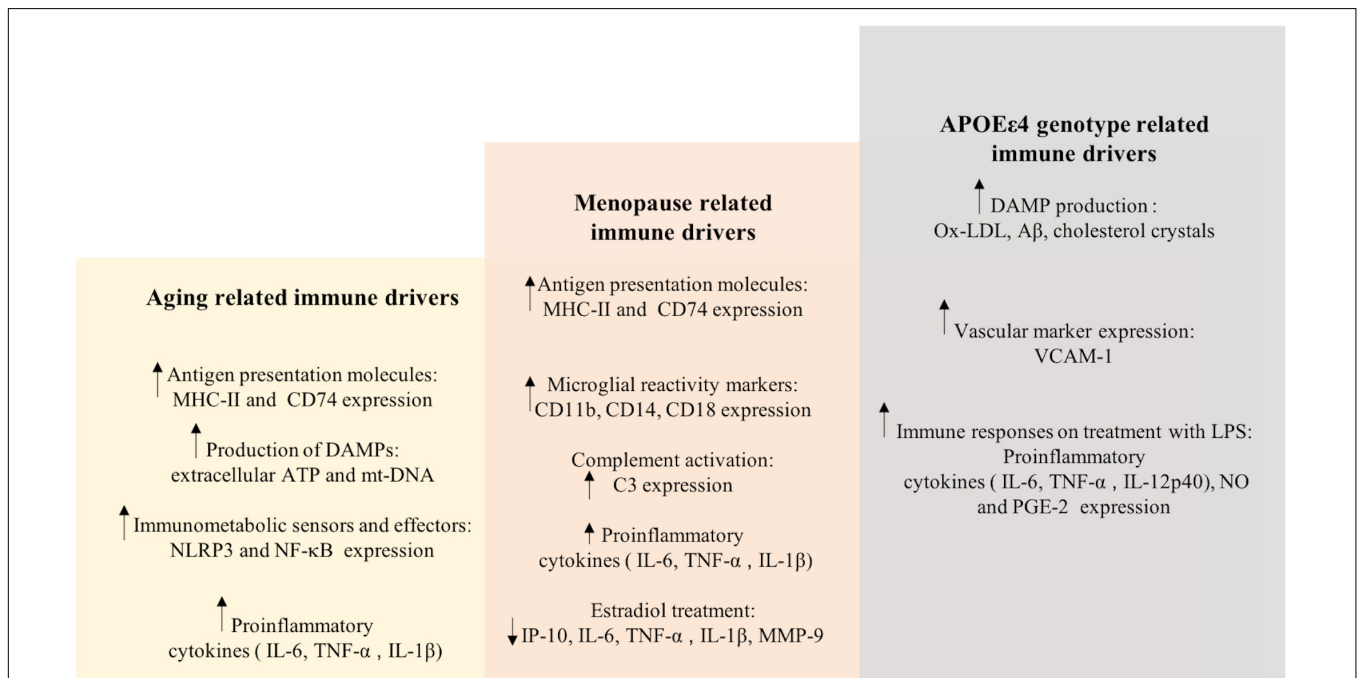 Aging related immune drivers
↑ Antigen presentation molecules:
MHC-II and CD74 expression
↑ Production of DAMPs:
extracellular ATP and mt-DNA
↑ Immunometabolic sensors and effectors:
NLRP3 and NF-κB expression
↑ Proinflammatory
cytokines ( IL-6, TNF-α , IL-1β)
Menopause related
immune drivers
↑ Antigen presentation molecules:
MHC-II and CD74 expression
↑ Microglial reactivity markers:
CD11b, CD14, CD18 expression
Complement activation:
↑ C3 expression
↑ Proinflammatory
cytokines ( IL-6, TNF-α , IL-1β)
Estradiol treatment:
↓ IP-10, IL-6, TNF-α , IL-1β, MMP-9
APOEε4 genotype related
immune drivers
↑ DAMP production :
Ox-LDL, Aβ, cholesterol crystals
↑ Vascular marker expression:
VCAM-1
↑ Immune responses on treatment with LPS:
Proinflammatory
cytokines ( IL-6, TNF-α , IL-12p40), NO
and PGE-2 expression